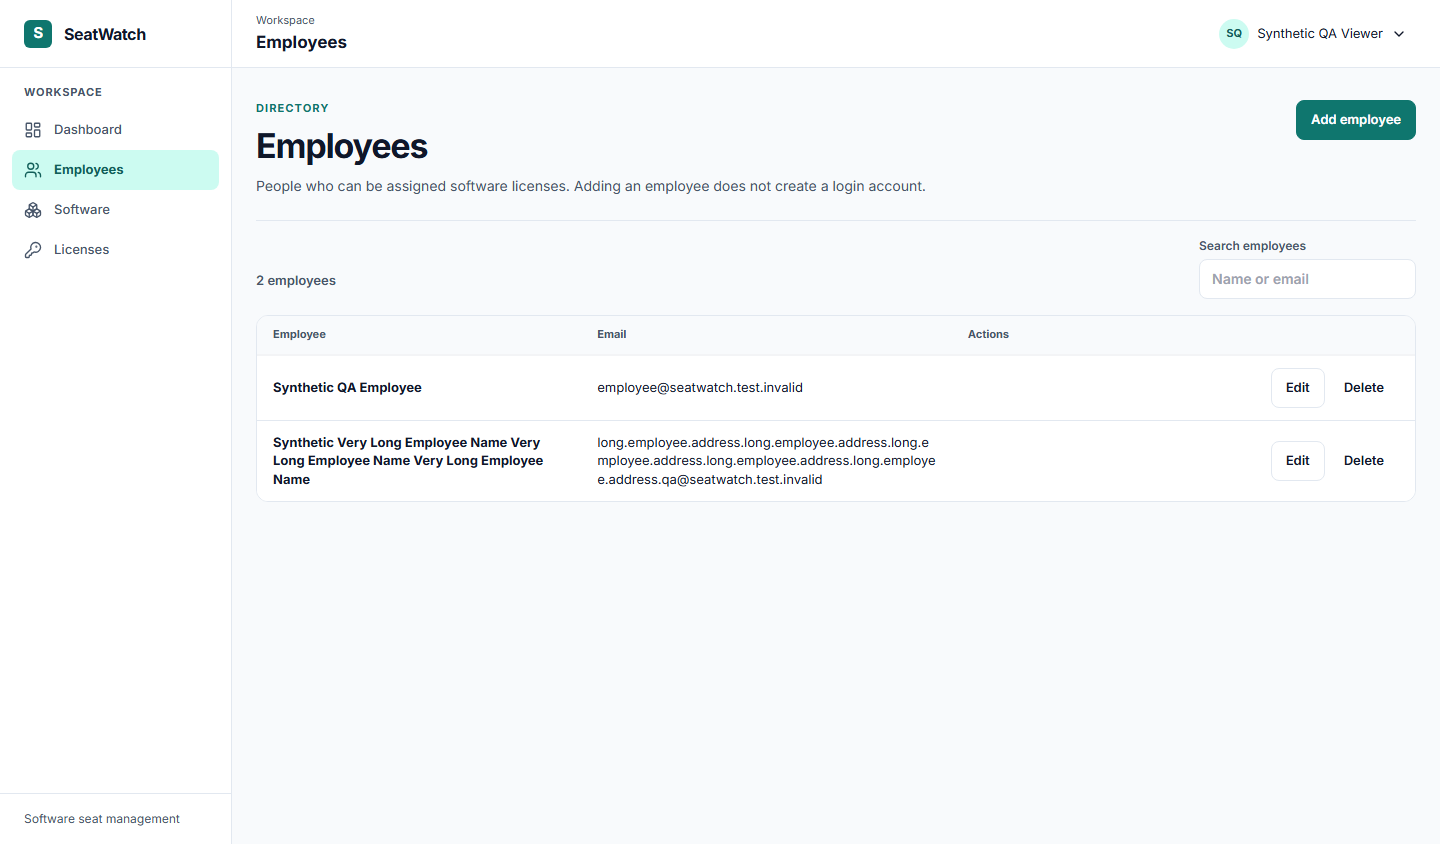 S SeatWatch
WORKSPACE
Dashboard
Employees
Software
Licenses
Software seat management
Workspace
Employees
SQ Synthetic QA Viewer
DIRECTORY
Employees
People who can be assigned software licenses. Adding an employee does not create a login account.
Add employee
2 employees
Search employees
Name or email
Employee Email Actions
Synthetic QA Employee employee@seatwatch.test.invalid Edit Delete
Synthetic Very Long Employee Name Very
Long Employee Name Very Long Employee
Name
long.employee.address.long.employee.address.long.e
mployee.address.long.employee.address.long.employe
e.address.qa@seatwatch.test.invalid
Edit Delete